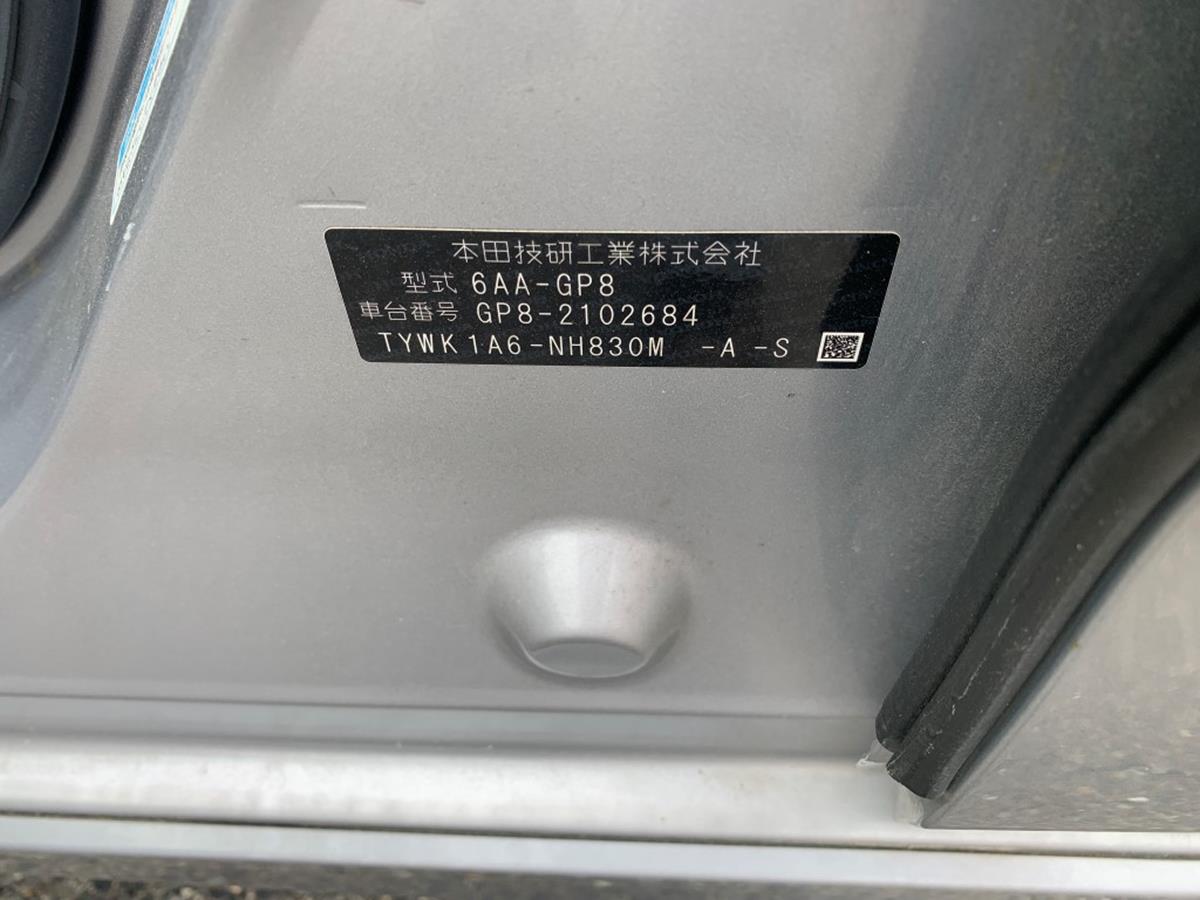 本田技研工業株式会社
型式 6AA-GP8
車台番号 GP8-2102684
TYWK1A6-NH830M -A -S